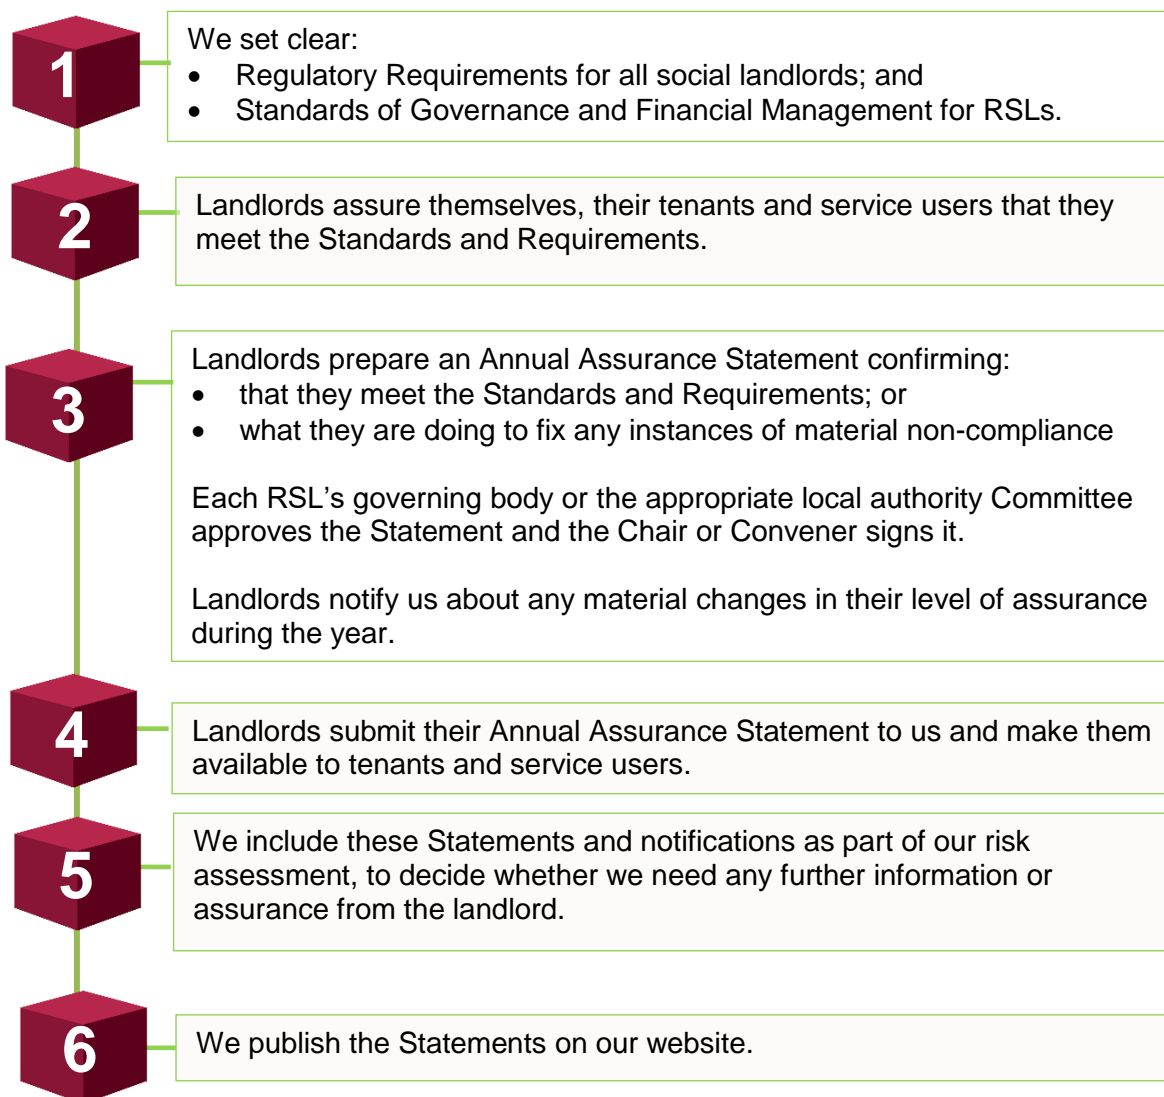 1
We set clear:
• Regulatory Requirements for all social landlords; and
• Standards of Governance and Financial Management for RSLs.
2
Landlords assure themselves, their tenants and service users that they
meet the Standards and Requirements.
3
Landlords prepare an Annual Assurance Statement confirming:
• that they meet the Standards and Requirements; or
• what they are doing to fix any instances of material non-compliance
Each RSL’s governing body or the appropriate local authority Committee
approves the Statement and the Chair or Convener signs it.
Landlords notify us about any material changes in their level of assurance
during the year.
4
Landlords submit their Annual Assurance Statement to us and make them
available to tenants and service users.
5
We include these Statements and notifications as part of our risk
assessment, to decide whether we need any further information or
assurance from the landlord.
6
We publish the Statements on our website.